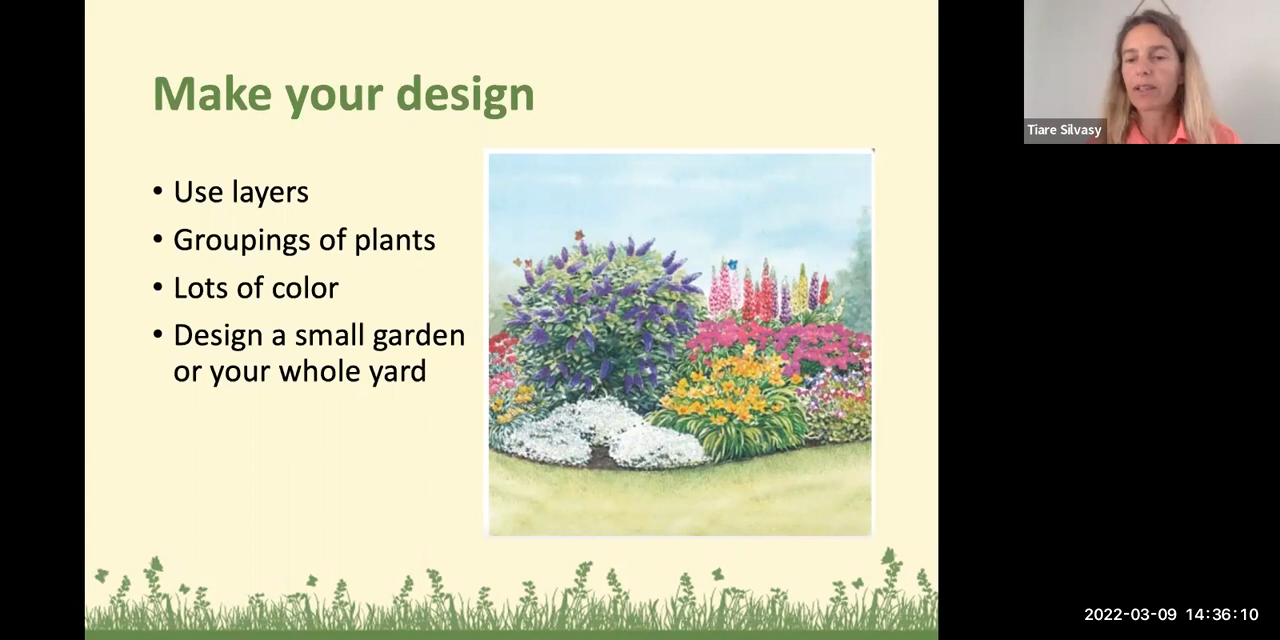 Make your design
• Use layers
• Groupings of plants
• Lots of color
• Design a small garden
or your whole yard
Tiare Silvasy
2022-03-09 14:36:10